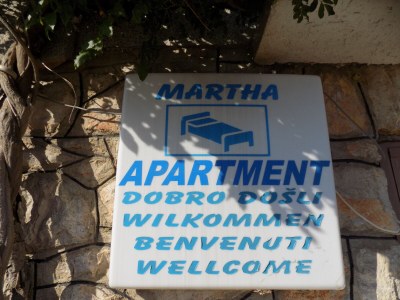 MARTHA
APARTMENT
DOBRO DOŠLI
WILKOMMEN
BENVENUTI
WELLCOME